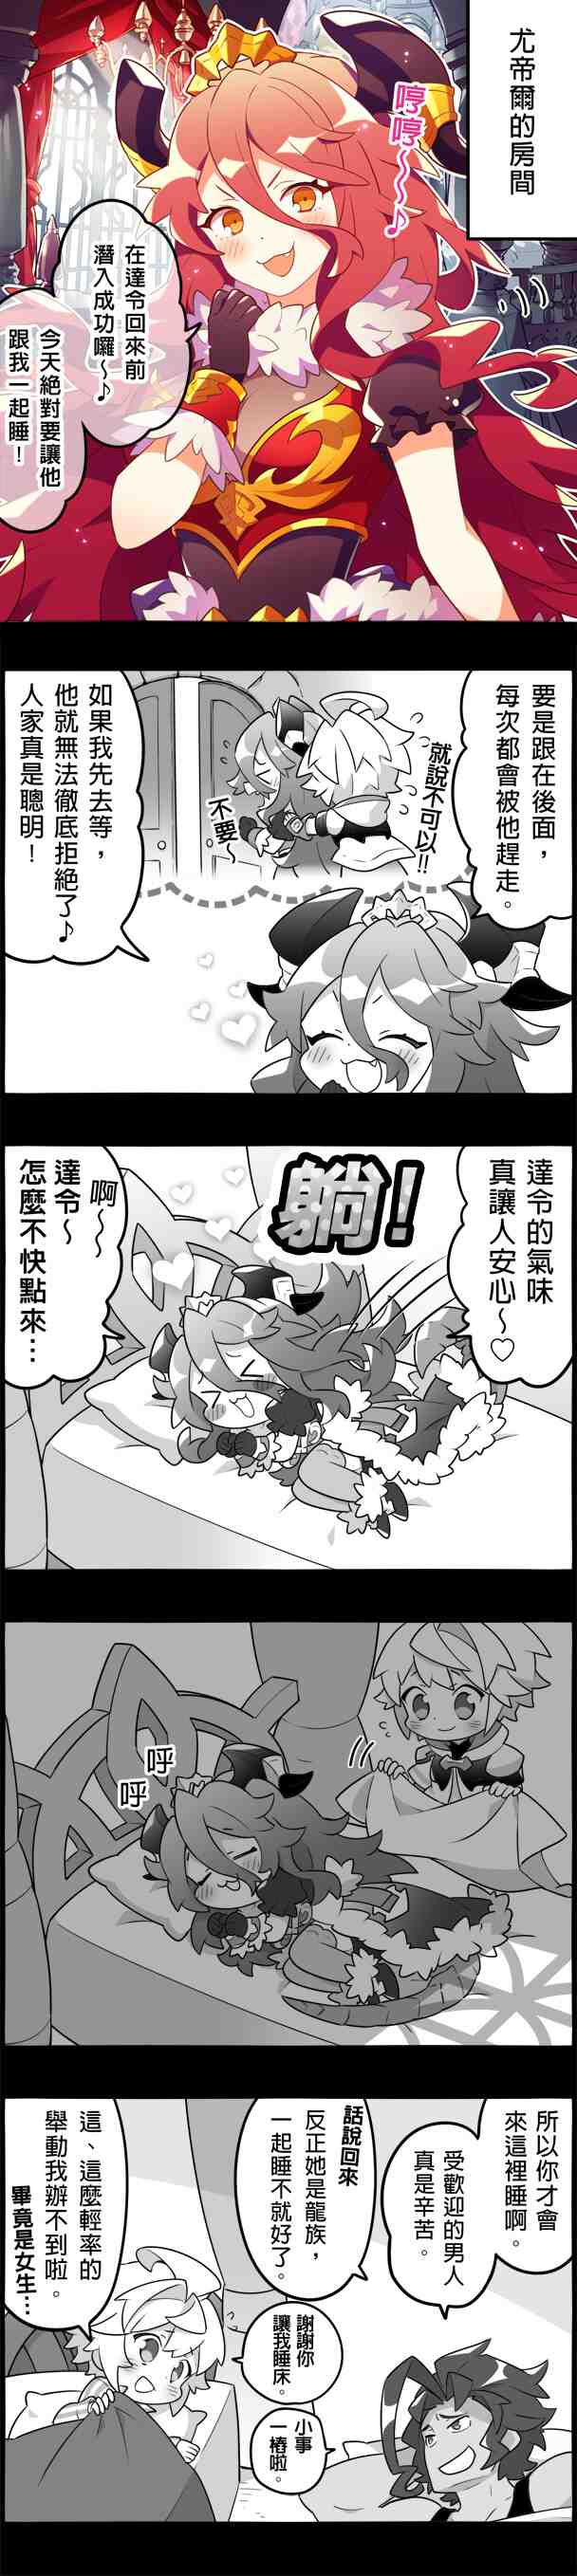 尤帝爾的房間
哼哼～♪
在達令回來前
潛入成功囉～♪
今天絕對要讓他
跟我一起睡！
要是跟在後面，
每次都會被他趕走。
就說不可以!!
不要～
如果我先去等，
他就無法徹底拒絕了♪
人家真是聰明！
達令的氣味
真讓人安心～♡
躺！
啊～
達令～
怎麼不快點來…
呼
呼
所以你才會
來這裡睡啊。
受歡迎的男人
真是辛苦。
話說回來
反正她是龍族，
一起睡不就好了。
這、這麼輕率的
舉動我辦不到啦。
畢竟是女生…
謝謝你
讓我睡床。
小事
一樁啦。